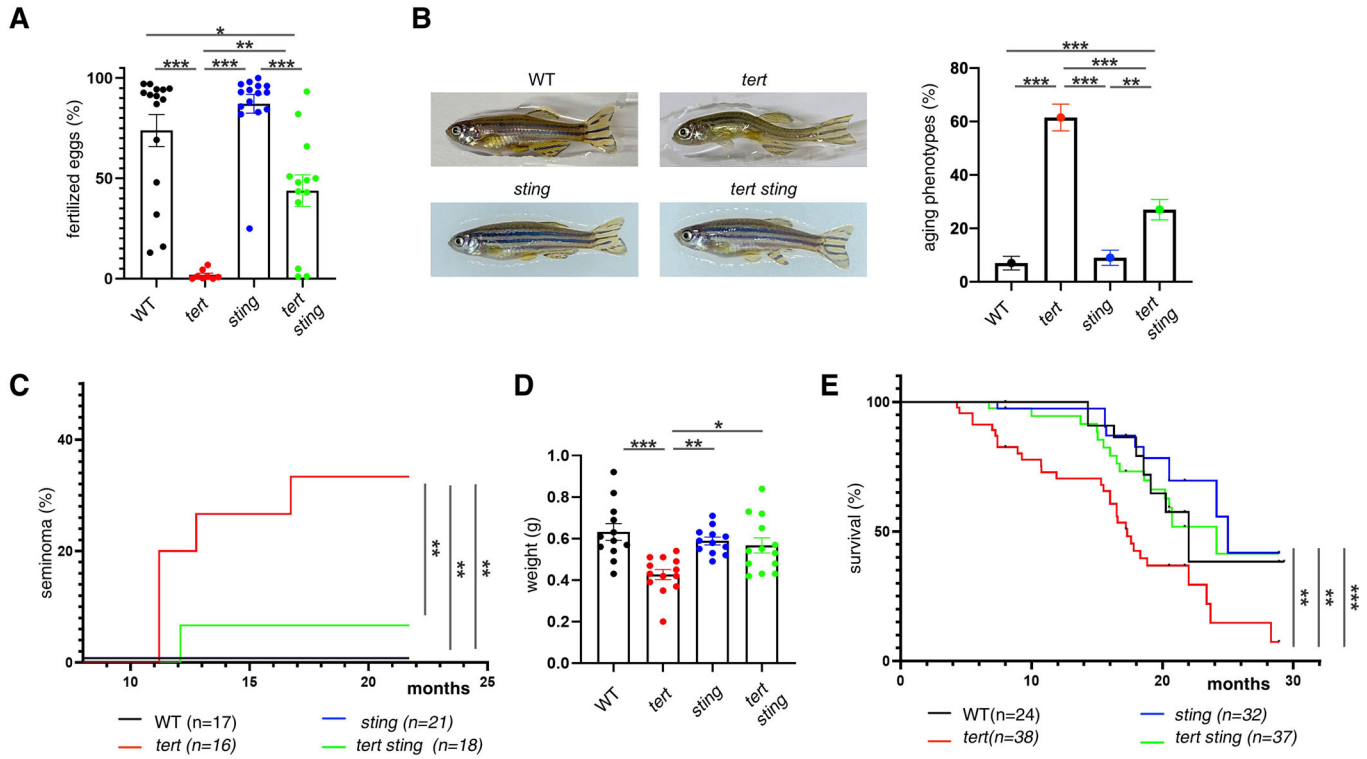 A
*
**
*** *** ***
fertilized eggs (%)
100
50
0
WT
tert
sting
tert
sting
B
WT
tert
sting
tert sting
***
***
*** *** **
aging phenotypes (%)
80
60
40
20
0
WT
tert
sting
tert
sting
C
seminoma (%)
40
20
0
10 15 20 25
months
**
**
**
WT (n=17)
sting (n=21)
tert (n=16)
tert sting (n=18)
D
*
*** **
weight (g)
1.0
0.8
0.6
0.4
0.2
0.0
WT
tert
sting
tert
sting
E
survival (%)
100
50
0
0 10 20 30
months
**
**
***
WT(n=24)
sting (n=32)
tert(n=38)
tert sting (n=37)